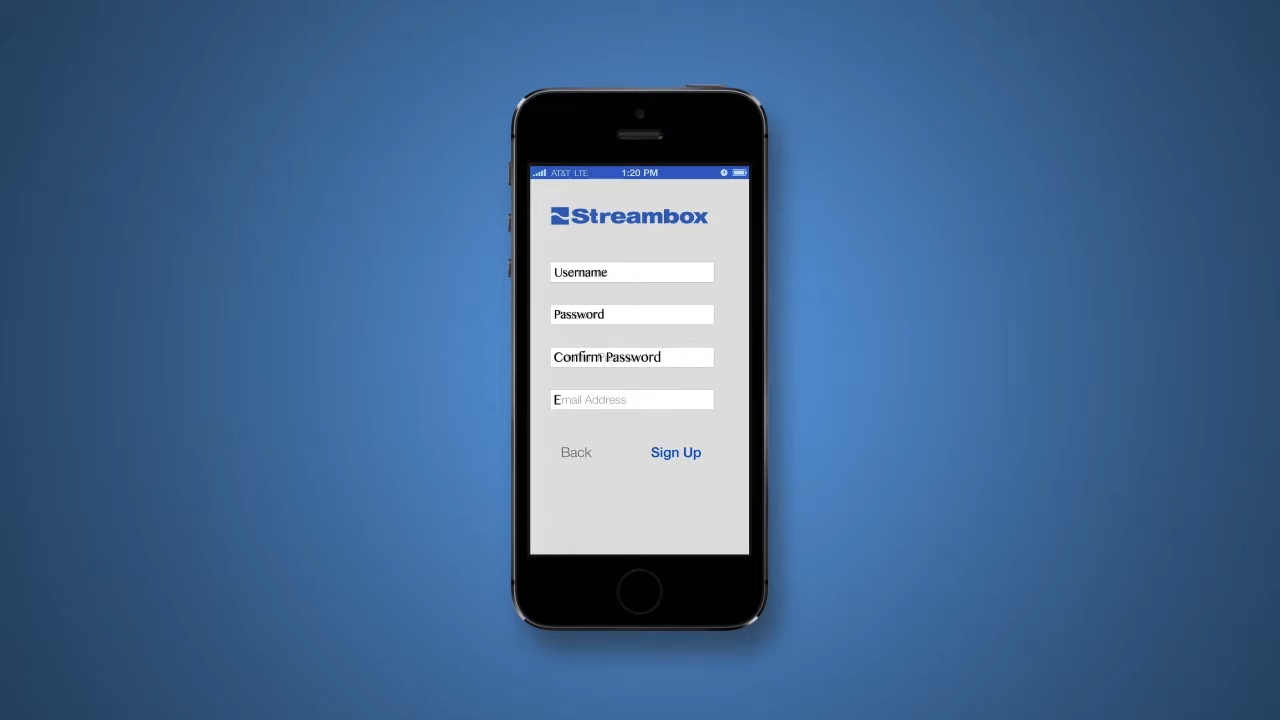 AT&T LTE 1:20 PM
Streambox
Username
Password
Confirm Password
Email Address
Back Sign Up